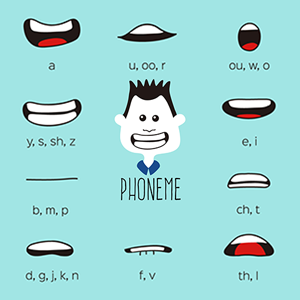 a
u, oo, r
ou, w, o
y, s, sh, z
e, i
PHONEME
b, m, p
ch, t
d, g, j, k, n
f, v
th, l